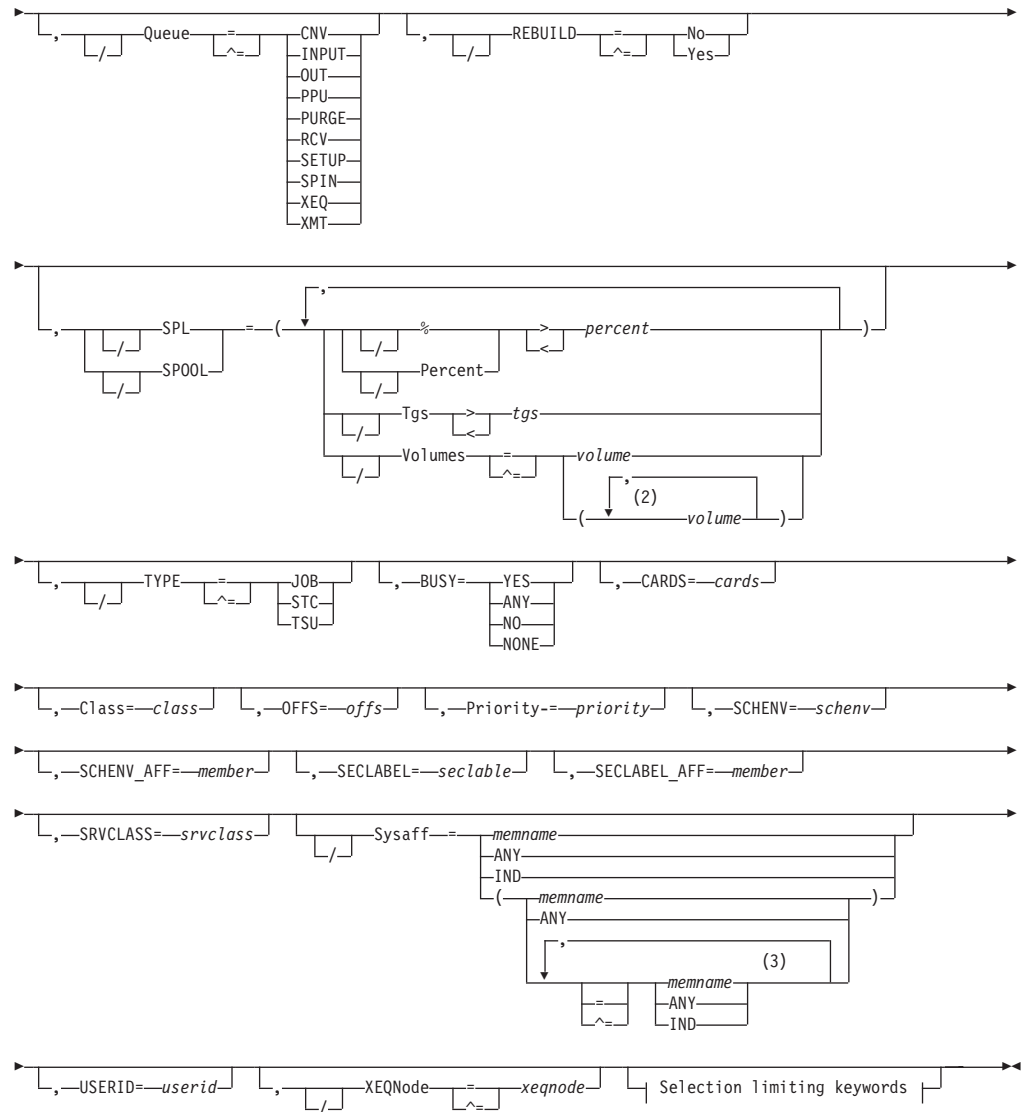 , / Queue = CNV , / REBUILD = No
^= INPUT ^= Yes
OUT
PPU
PURGE
RCV
SETUP
SPIN
XEQ
XMT
,
, / SPL = ( / % > percent )
/ SPOOL / Percent <
/ Tgs > tgs
<
/ Volumes = volume
^= ,
(2)
( volume )
, / TYPE = JOB , BUSY= YES , CARDS= cards
^= STC ANY
TSU NO
NONE
, Class= class , OFFS= offs , Priority-= priority , SCHENV= schenv
, SCHENV_AFF= member , SECLABEL= seclable , SECLABEL_AFF= member
, SRVCLASS= srvclass / Sysaff = memname
ANY
IND
( memname )
ANY
,
(3)
memname
= ANY
^= IND
, USERID= userid , / XEQNode = xeqnode Selection limiting keywords
^=